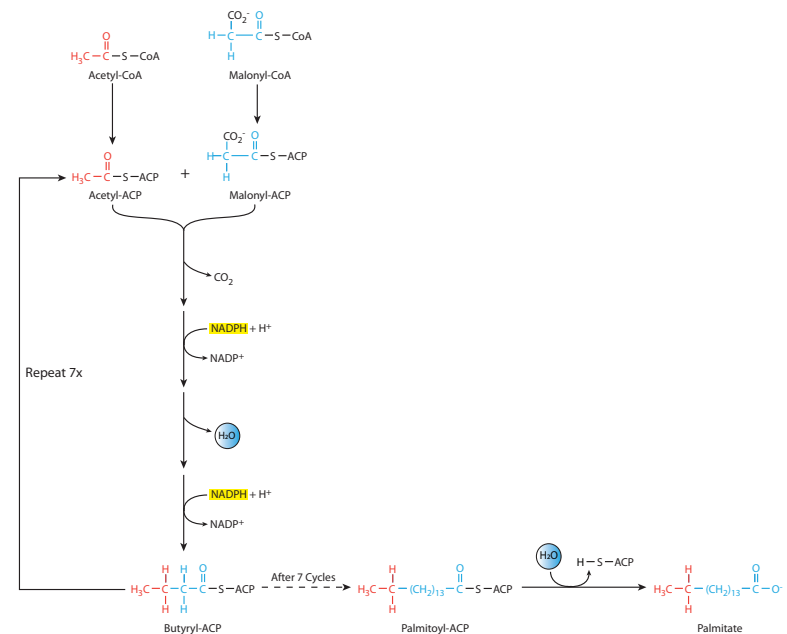 CO₂⁻ O
H–C–C–S–CoA
H
O
H₃C–C–S–CoA
Acetyl-CoA
Malonyl-CoA
CO₂⁻ O
H–C–C–S–ACP
H
O
H₃C–C–S–ACP
+
Acetyl-ACP
Malonyl-ACP
CO₂
NADPH + H⁺
NADP⁺
Repeat 7x
H₂O
NADPH + H⁺
NADP⁺
H H O
H₃C–C–C–C–S–ACP
H H
Butyryl-ACP
After 7 Cycles
H O
H₃C–C–(CH₂)₁₃–C–S–ACP
H
Palmitoyl-ACP
H₂O
H–S–ACP
H O
H₃C–C–(CH₂)₁₃–C–O⁻
H
Palmitate